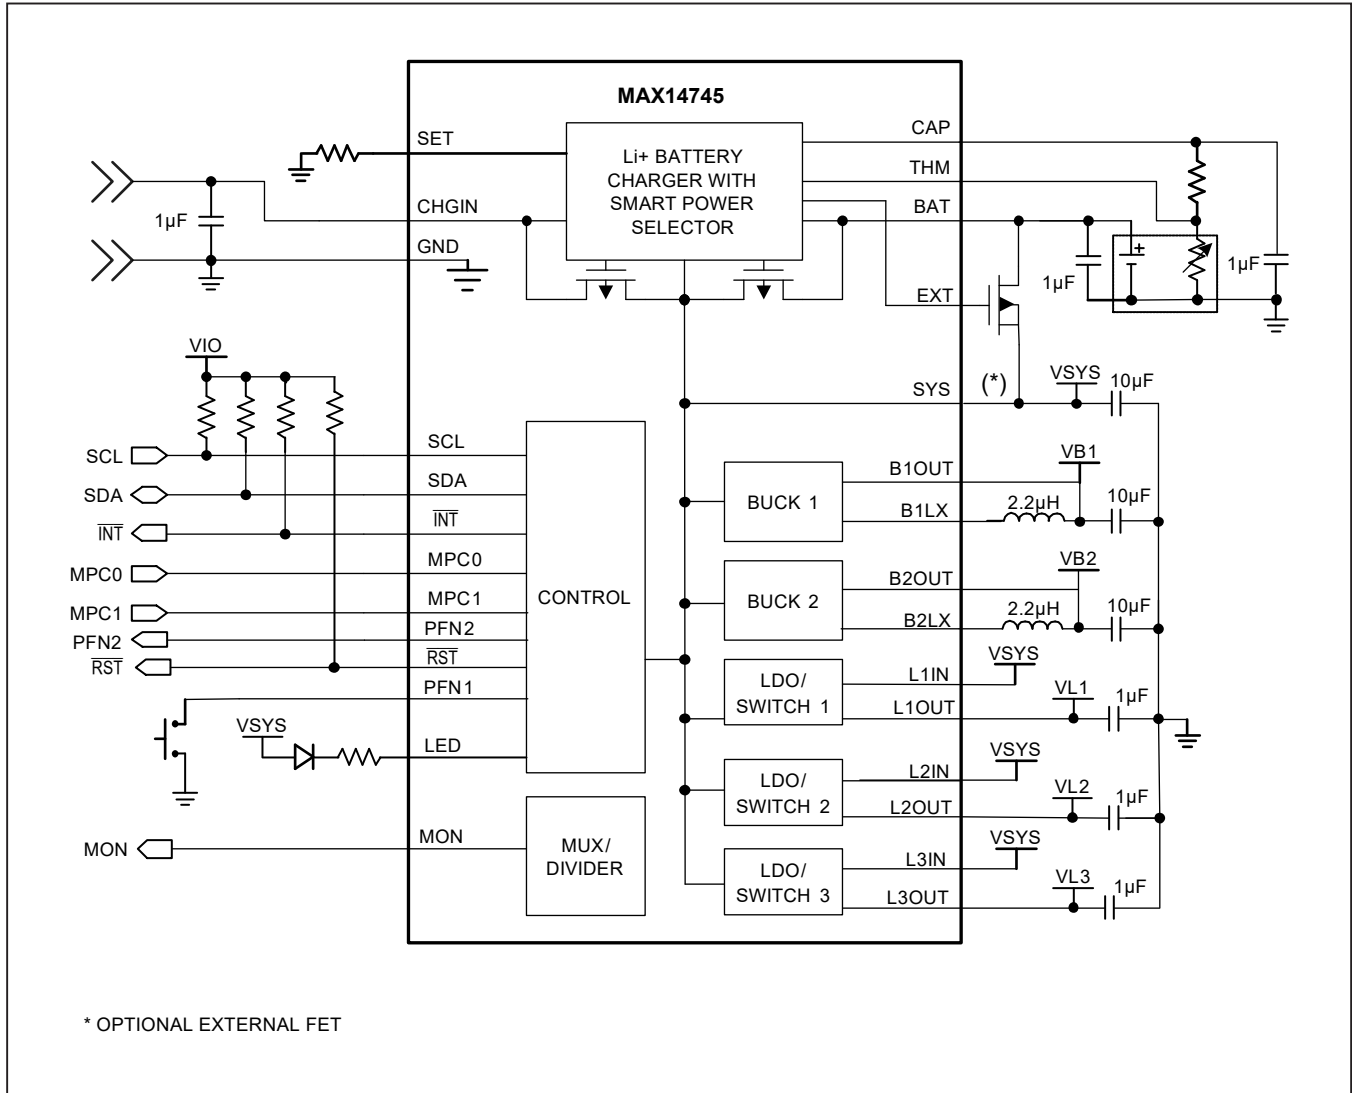 MAX14745
SET
CHGIN
GND
1µF
Li+ BATTERY
CHARGER WITH
SMART POWER
SELECTOR
CAP
THM
BAT
EXT
SYS
(*)
+
1µF
1µF
VSYS
10µF
VIO
SCL
SDA
INT
MPC0
MPC1
PFN2
RST
SCL
SDA
INT
MPC0
MPC1
PFN2
RST
PFN1
VSYS
LED
CONTROL
MON
MON
MUX/
DIVIDER
BUCK 1
B1OUT
B1LX
2.2µH
VB1
10µF
BUCK 2
B2OUT
B2LX
2.2µH
VB2
10µF
LDO/
SWITCH 1
L1IN
L1OUT
VSYS
VL1
1µF
LDO/
SWITCH 2
L2IN
L2OUT
VSYS
VL2
1µF
LDO/
SWITCH 3
L3IN
L3OUT
VSYS
VL3
1µF
* OPTIONAL EXTERNAL FET